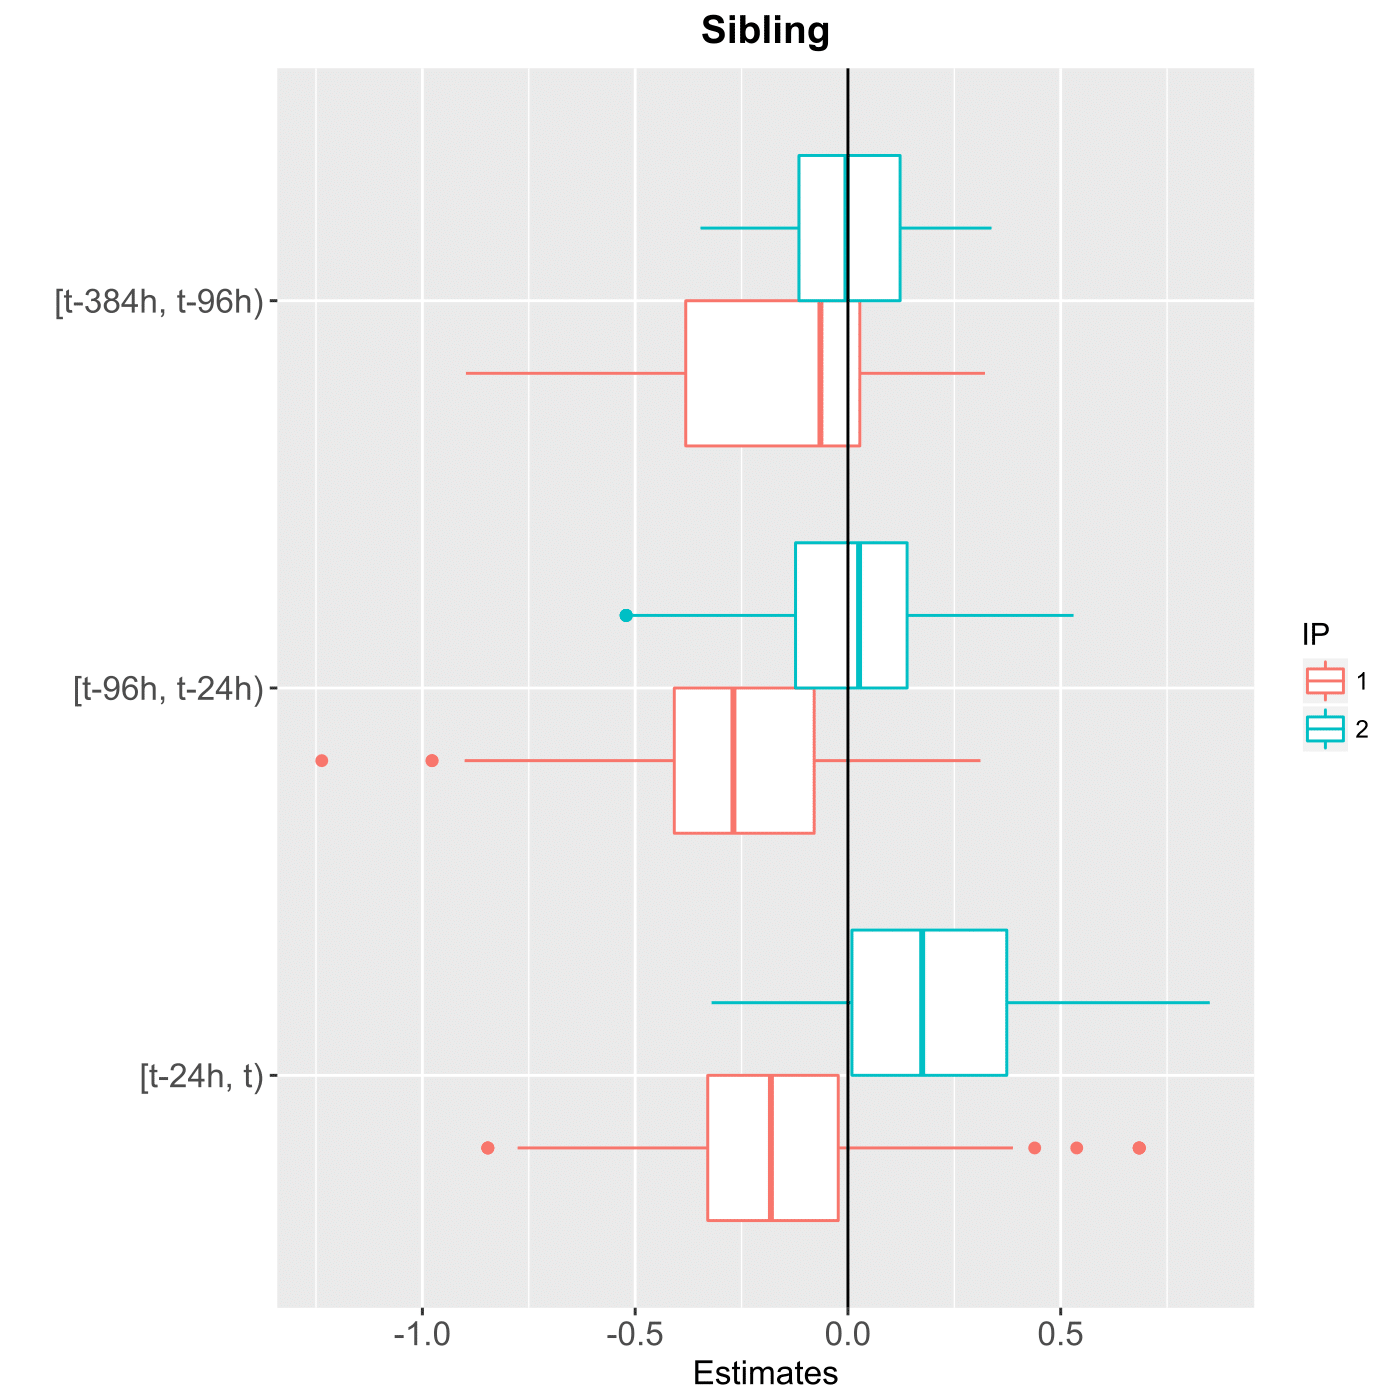 Sibling
[t-384h, t-96h)
[t-96h, t-24h)
[t-24h, t)
-1.0 -0.5 0.0 0.5
Estimates
IP
1
2